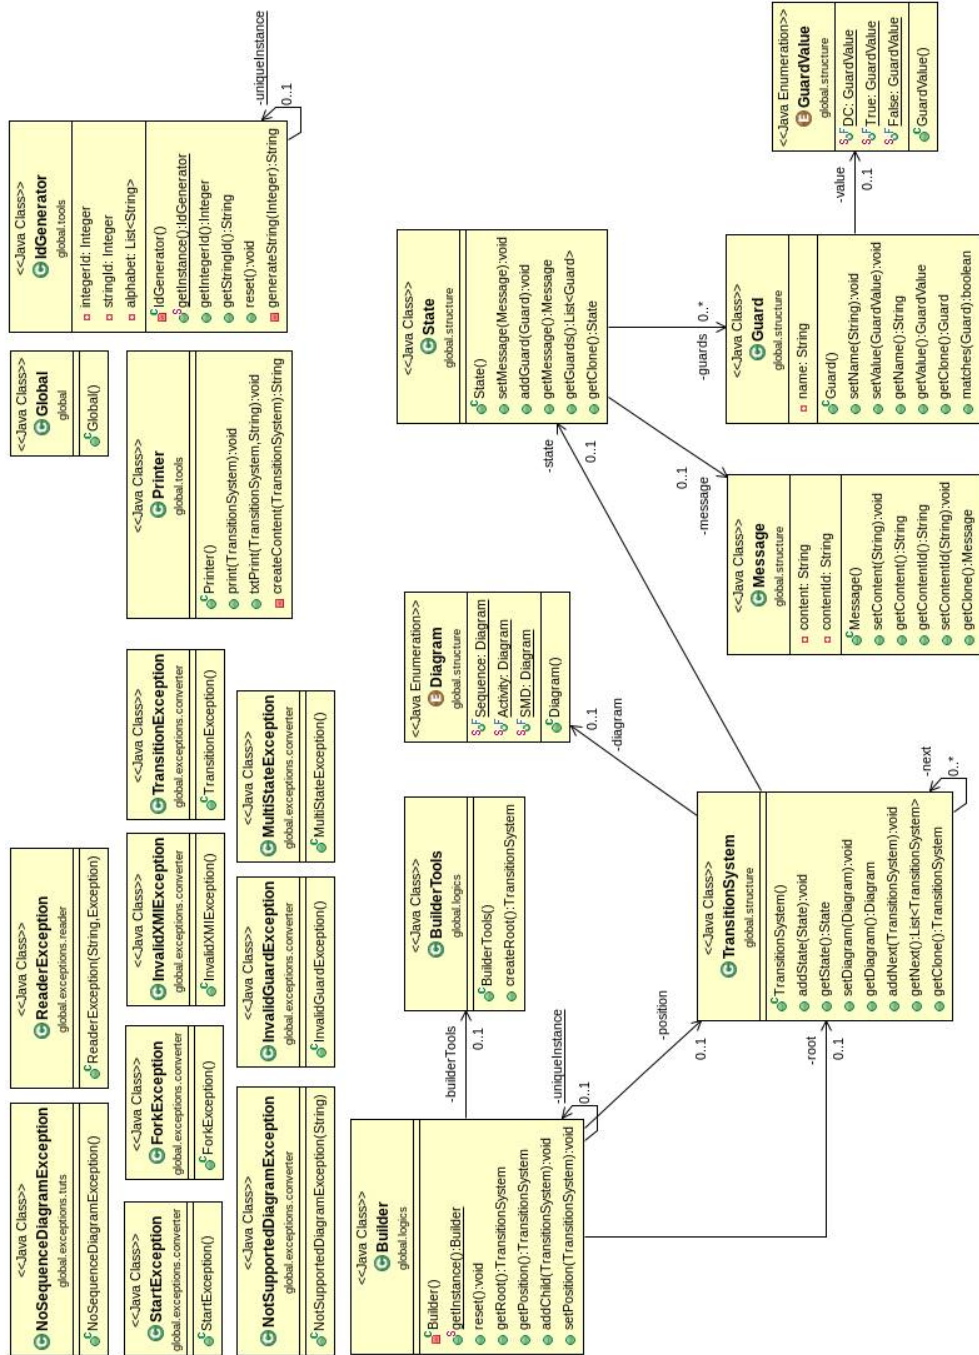 <<Java Class>>
NoSequenceDiagramException
global.exceptions.tuts
NoSequenceDiagramException()
<<Java Class>>
ReaderException
global.exceptions.reader
ReaderException(String,Exception)
<<Java Class>>
Global
global
Global()
<<Java Class>>
IdGenerator
global.tools
integerId: Integer
stringId: Integer
alphabet: List<String>
IdGenerator()
getInstance():IdGenerator
getIntegerId():Integer
getStringId():String
reset():void
generateString(Integer):String
-uniqueInstance
0..1
<<Java Class>>
StartException
global.exceptions.converter
StartException()
<<Java Class>>
ForkException
global.exceptions.converter
ForkException()
<<Java Class>>
InvalidXMIException
global.exceptions.converter
InvalidXMIException()
<<Java Class>>
TransitionException
global.exceptions.converter
TransitionException()
<<Java Class>>
Printer
global.tools
Printer()
print(TransitionSystem):void
txtPrint(TransitionSystem,String):void
createContent(TransitionSystem):String
<<Java Class>>
NotSupportedDiagramException
global.exceptions.converter
NotSupportedDiagramException(String)
<<Java Class>>
InvalidGuardException
global.exceptions.converter
InvalidGuardException()
<<Java Class>>
MultiStateException
global.exceptions.converter
MultiStateException()
<<Java Class>>
Builder
global.logics
Builder()
getInstance():Builder
reset():void
getRoot():TransitionSystem
getPosition():TransitionSystem
addChild(TransitionSystem):void
setPosition(TransitionSystem):void
-builderTools
0..1
-uniqueInstance
0..1
<<Java Class>>
BuilderTools
global.logics
BuilderTools()
createRoot():TransitionSystem
<<Java Enumeration>>
Diagram
global.structure
Sequence: Diagram
Activity: Diagram
SMD: Diagram
Diagram()
0..1
-diagram
<<Java Class>>
State
global.structure
State()
setMessage(Message):void
addGuard(Guard):void
getMessage():Message
getGuards():List<Guard>
getClone():State
-state
0..1
-position
0..1
-root
0..1
<<Java Class>>
TransitionSystem
global.structure
TransitionSystem()
addState(State):void
getState():State
setDiagram(Diagram):void
getDiagram():Diagram
addNext(TransitionSystem):void
getNext():List<TransitionSystem>
getClone():TransitionSystem
-next
0..*
0..1
-message
<<Java Class>>
Message
global.structure
content: String
contentId: String
Message()
setContent(String):void
getContent():String
getContentId():String
setContentId(String):void
getClone():Message
-guards
0..*
<<Java Class>>
Guard
global.structure
name: String
Guard()
setName(String):void
setValue(GuardValue):void
getName():String
getValue():GuardValue
getClone():Guard
matches(Guard):boolean
-value
0..1
<<Java Enumeration>>
GuardValue
global.structure
DC: GuardValue
True: GuardValue
False: GuardValue
GuardValue()